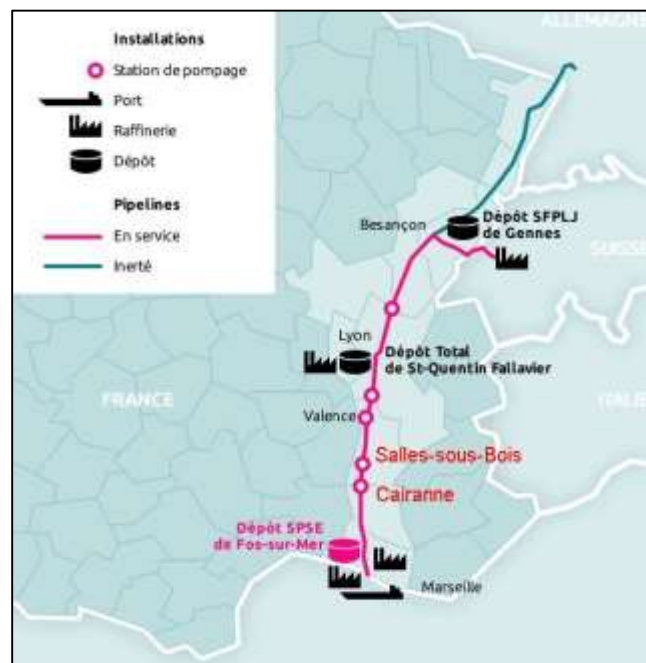 Installations
Station de pompage
Port
Raffinerie
Dépôt
Pipelines
En service
Inerté
ALLEMAGNE
Besançon
Dépôt SFPLJ
de Gennes
SUISSE
Lyon
Dépôt Total
de St-Quentin Fallavier
FRANCE
ITALIE
Valence
Salles-sous-Bois
Cairanne
Dépôt SPSE
de Fos-sur-Mer
Marseille